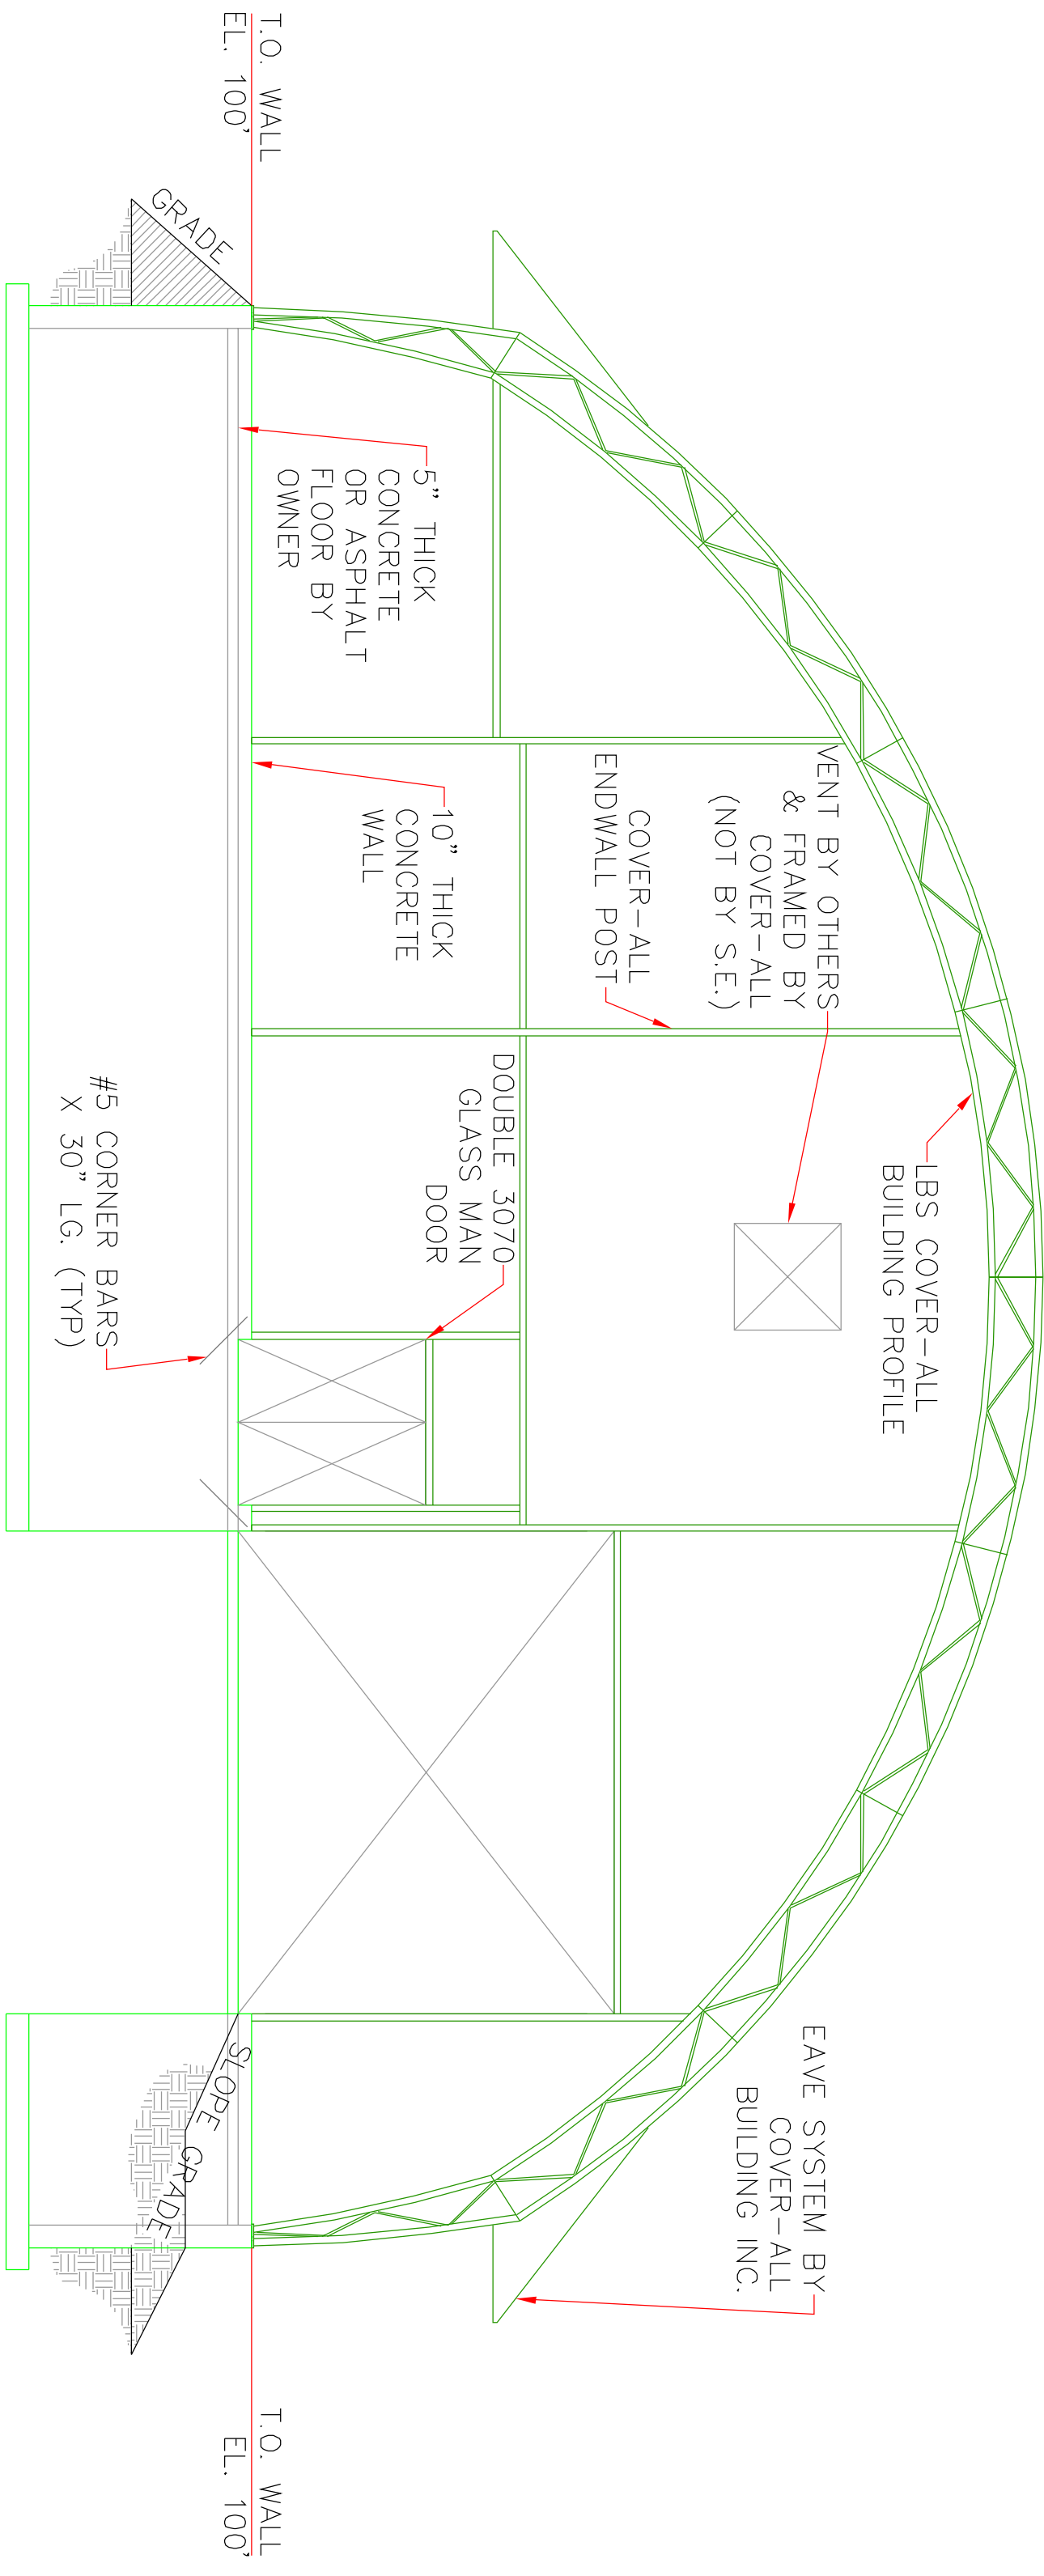 T.O. WALL
EL. 100'
GRADE
5" THICK
CONCRETE
OR ASPHALT
FLOOR BY
OWNER
10" THICK
CONCRETE
WALL
VENT BY OTHERS
& FRAMED BY
COVER-ALL
(NOT BY S.E.)
COVER-ALL
ENDWALL POST
LBS COVER-ALL
BUILDING PROFILE
DOUBLE 3070
GLASS MAN
DOOR
#5 CORNER BARS
X 30" LG. (TYP)
EAVE SYSTEM BY
COVER-ALL
BUILDING INC.
SLOPE GRADE
T.O. WALL
EL. 100'